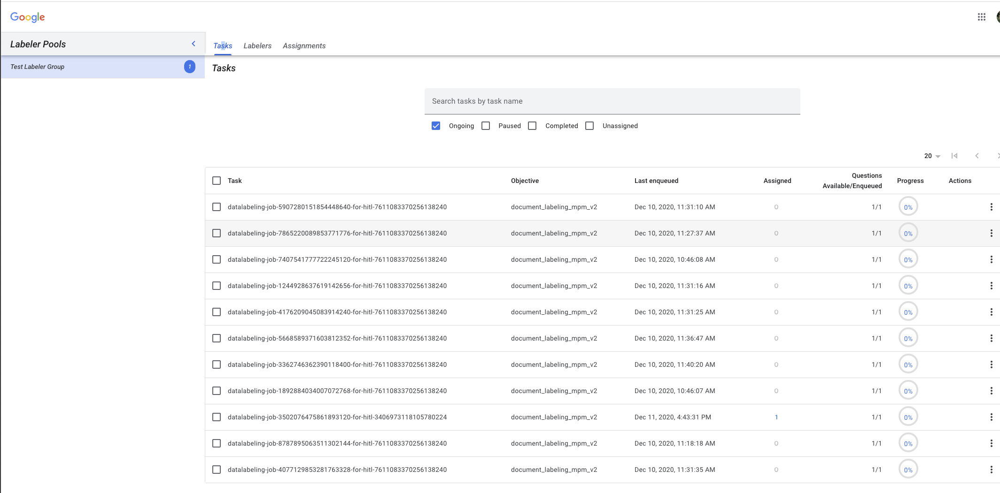 Google
Labeler Pools
Tasks Labelers Assignments
Test Labeler Group 1
Tasks
Search tasks by task name
Ongoing Paused Completed Unassigned
20
Task Objective Last enqueued Assigned Questions Available/Enqueued Progress Actions
datalabeling-job-5907280151854448640-for-hitl-7611083370256138240 document_labeling_mpm_v2 Dec 10, 2020, 11:31:10 AM 0 1/1 0%
datalabeling-job-7865220089853771776-for-hitl-7611083370256138240 document_labeling_mpm_v2 Dec 10, 2020, 11:27:37 AM 0 1/1 0%
datalabeling-job-7407541777722245120-for-hitl-7611083370256138240 document_labeling_mpm_v2 Dec 10, 2020, 10:46:08 AM 0 1/1 0%
datalabeling-job-1244928637619142656-for-hitl-7611083370256138240 document_labeling_mpm_v2 Dec 10, 2020, 11:31:16 AM 0 1/1 0%
datalabeling-job-4176209045083914240-for-hitl-7611083370256138240 document_labeling_mpm_v2 Dec 10, 2020, 11:31:25 AM 0 1/1 0%
datalabeling-job-5668589371603812352-for-hitl-7611083370256138240 document_labeling_mpm_v2 Dec 10, 2020, 11:36:47 AM 0 1/1 0%
datalabeling-job-3362746362390118400-for-hitl-7611083370256138240 document_labeling_mpm_v2 Dec 10, 2020, 11:40:20 AM 0 1/1 0%
datalabeling-job-1892884034007072768-for-hitl-7611083370256138240 document_labeling_mpm_v2 Dec 10, 2020, 10:46:07 AM 0 1/1 0%
datalabeling-job-3502076475861893120-for-hitl-3406973118105780224 document_labeling_mpm_v2 Dec 11, 2020, 4:43:31 PM 1 1/1 0%
datalabeling-job-8787895063511302144-for-hitl-7611083370256138240 document_labeling_mpm_v2 Dec 10, 2020, 11:18:18 AM 0 1/1 0%
datalabeling-job-4077129853281763328-for-hitl-7611083370256138240 document_labeling_mpm_v2 Dec 10, 2020, 11:31:35 AM 0 1/1 0%